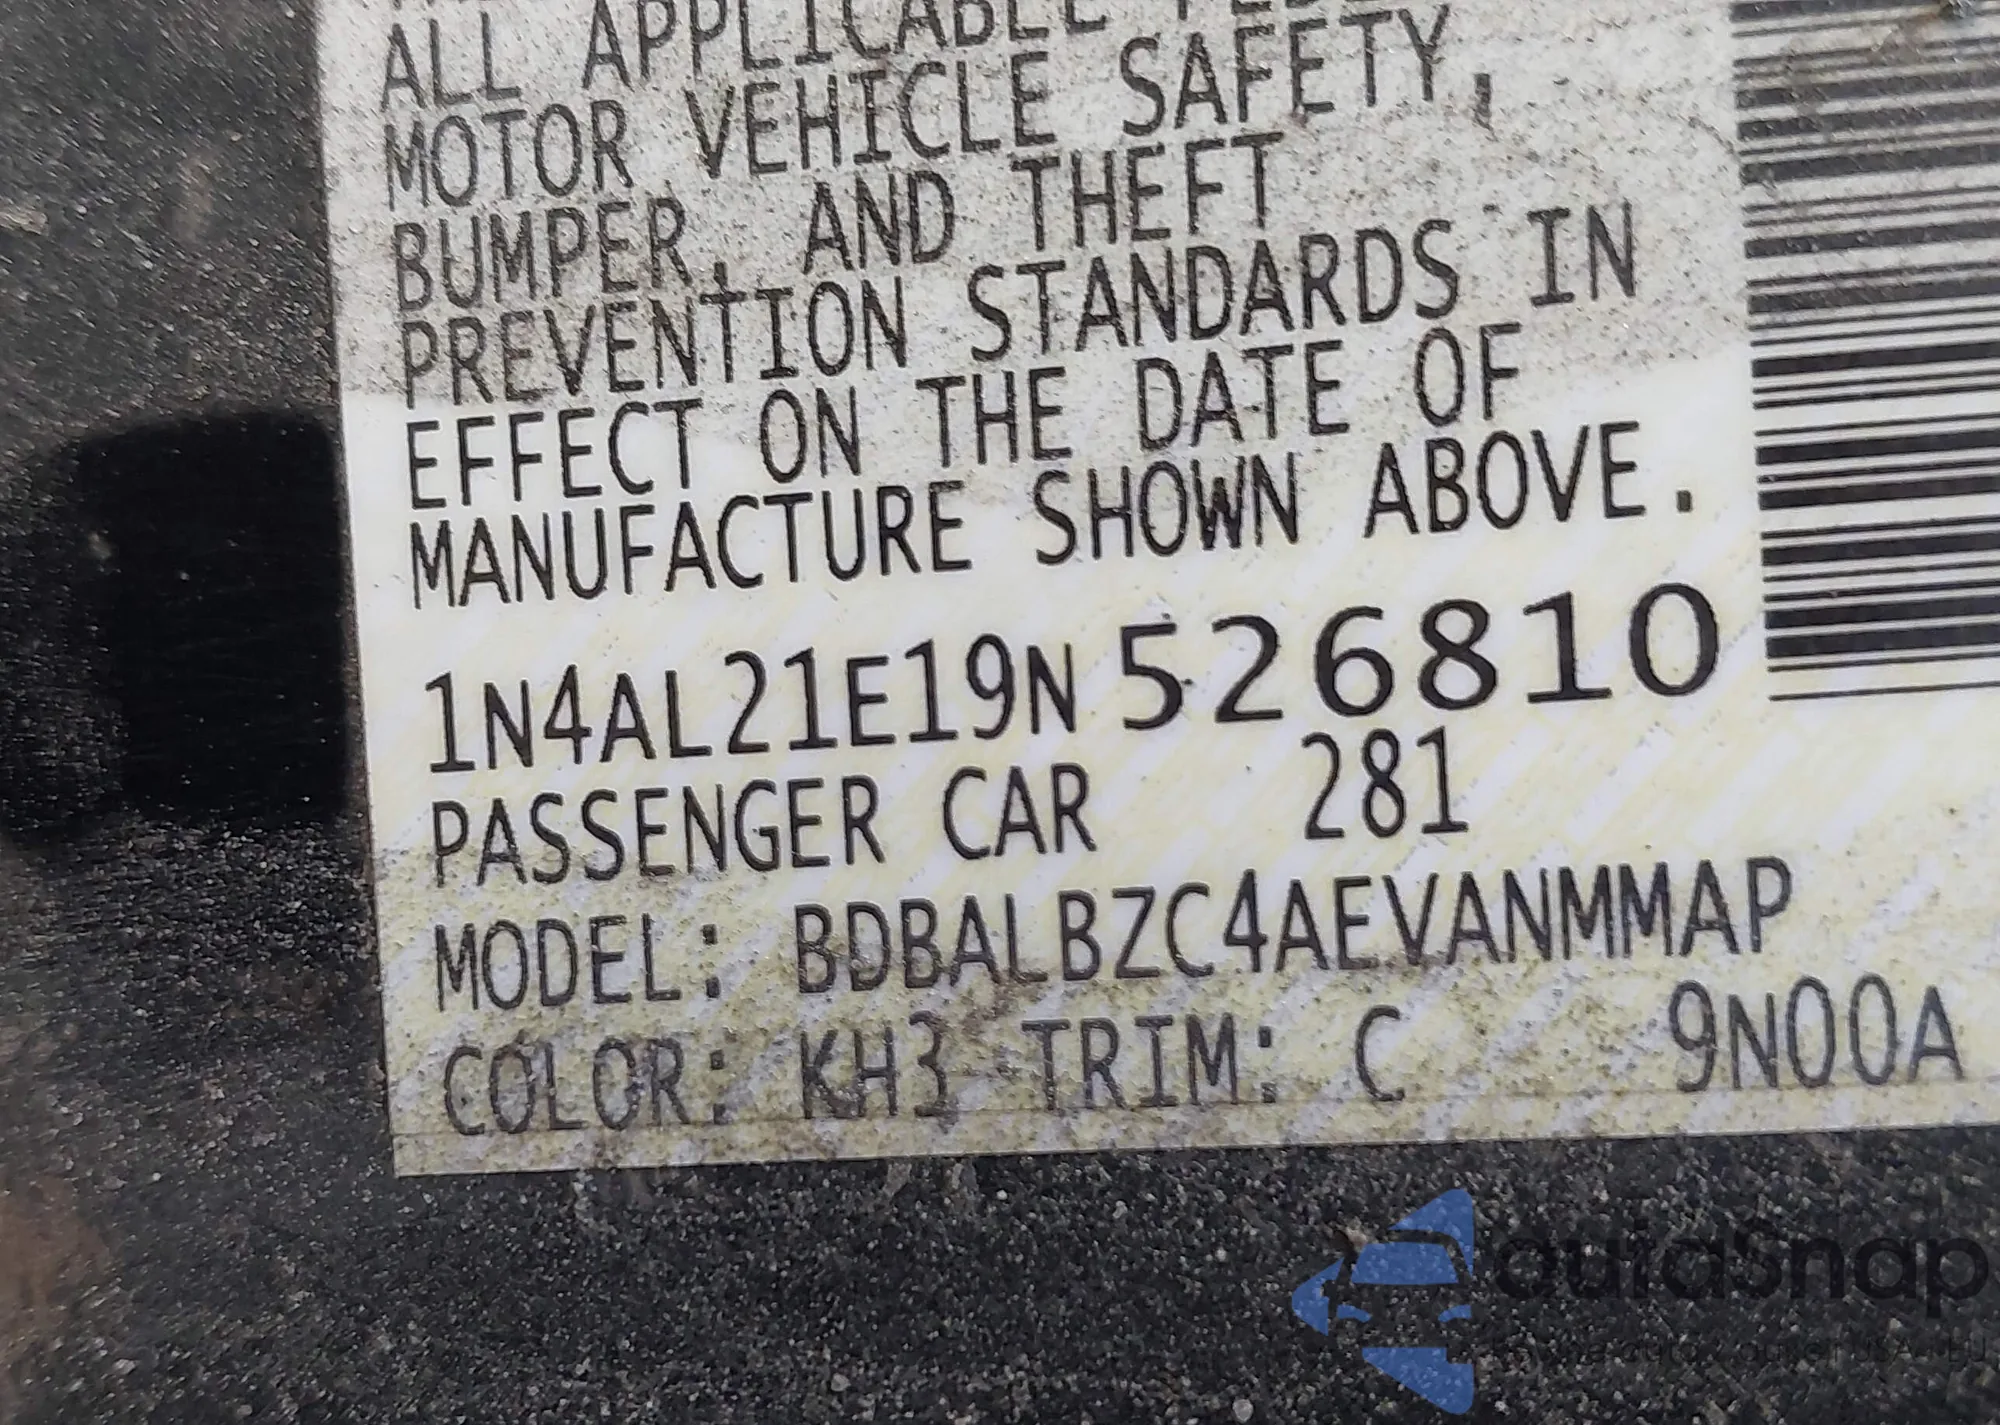 ALL APPLICABLE
MOTOR VEHICLE SAFETY,
BUMPER, AND THEFT
PREVENTION STANDARDS IN
EFFECT ON THE DATE OF
MANUFACTURE SHOWN ABOVE.
1N4AL21E19N526810
PASSENGER CAR 281
MODEL: BDBALBZC4AEVANMMAP
COLOR: KH3 TRIM: C 9N00A
autaSnap